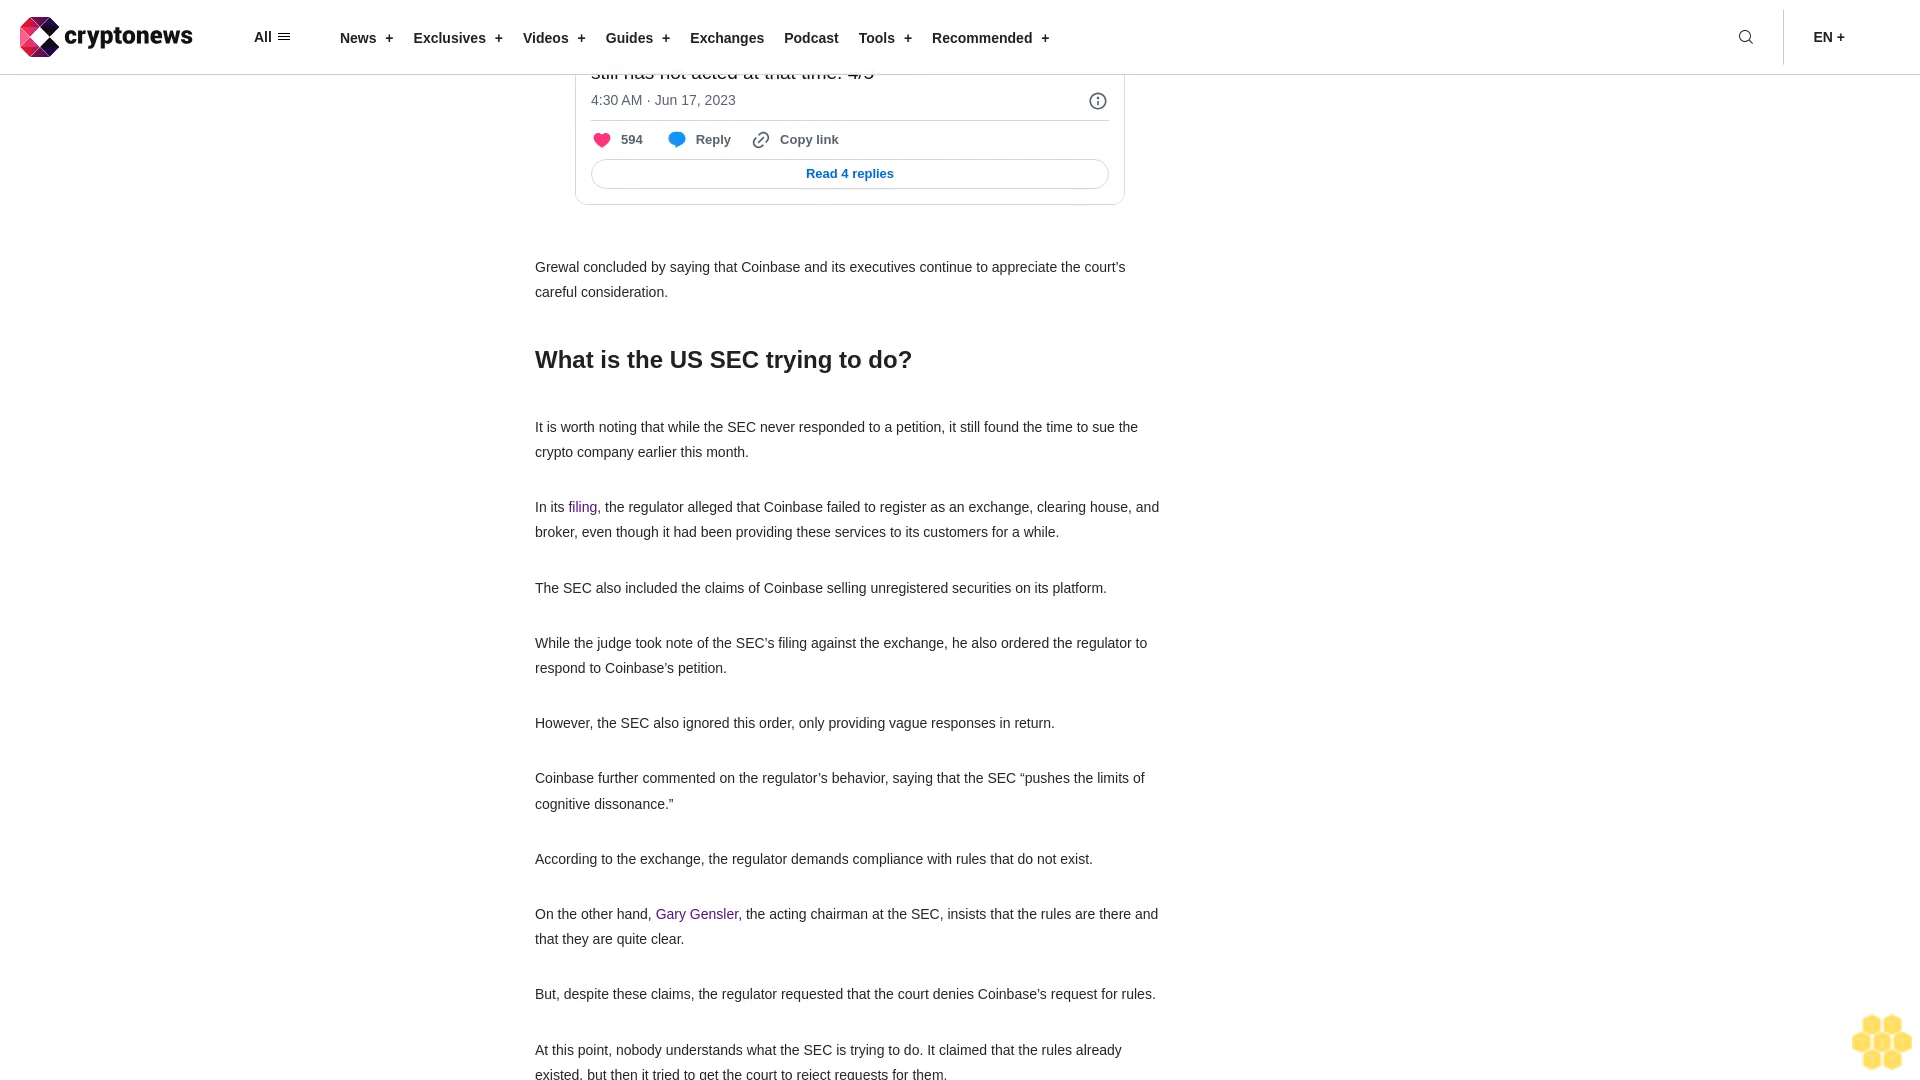 cryptonews
All
News +
Exclusives +
Videos +
Guides +
Exchanges
Podcast
Tools +
Recommended +
EN +
still has not acted at that time. 4/5
4:30 AM · Jun 17, 2023
594
Reply
Copy link
Read 4 replies
Grewal concluded by saying that Coinbase and its executives continue to appreciate the court’s
careful consideration.
What is the US SEC trying to do?
It is worth noting that while the SEC never responded to a petition, it still found the time to sue the
crypto company earlier this month.
In its filing, the regulator alleged that Coinbase failed to register as an exchange, clearing house, and
broker, even though it had been providing these services to its customers for a while.
The SEC also included the claims of Coinbase selling unregistered securities on its platform.
While the judge took note of the SEC’s filing against the exchange, he also ordered the regulator to
respond to Coinbase’s petition.
However, the SEC also ignored this order, only providing vague responses in return.
Coinbase further commented on the regulator’s behavior, saying that the SEC “pushes the limits of
cognitive dissonance.”
According to the exchange, the regulator demands compliance with rules that do not exist.
On the other hand, Gary Gensler, the acting chairman at the SEC, insists that the rules are there and
that they are quite clear.
But, despite these claims, the regulator requested that the court denies Coinbase’s request for rules.
At this point, nobody understands what the SEC is trying to do. It claimed that the rules already
existed, but then it tried to get the court to reject requests for them.